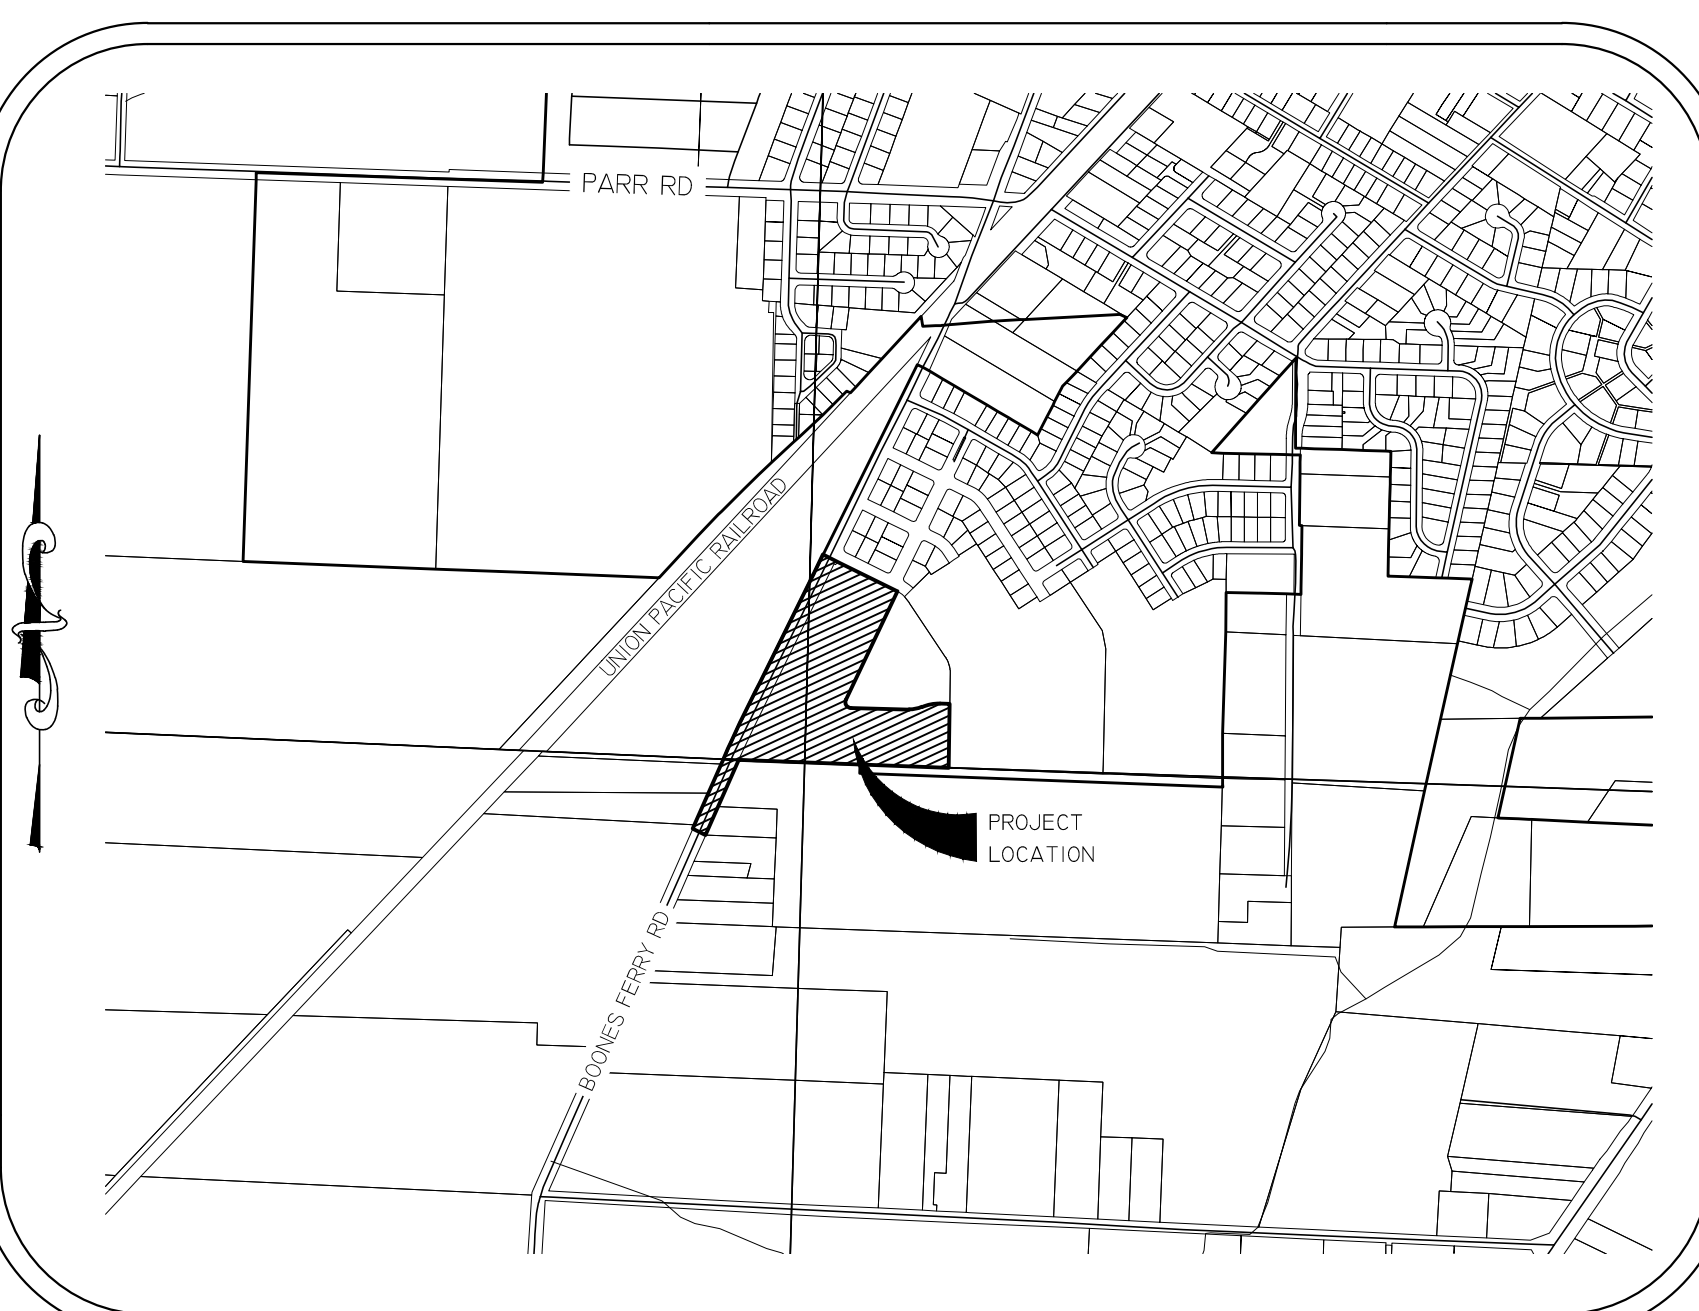 PARR RD
UNION PACIFIC RAILROAD
PROJECT
LOCATION
BOONES FERRY RD